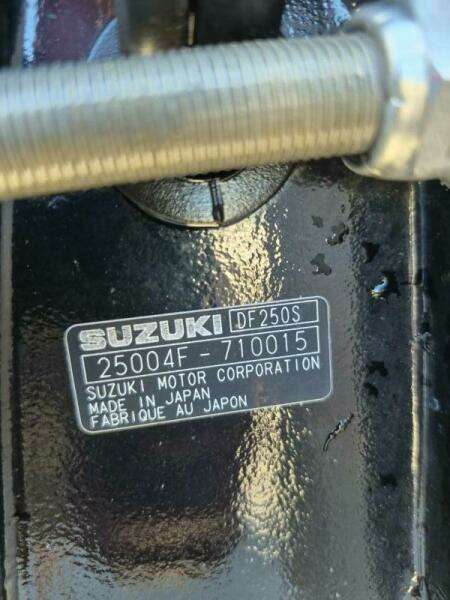 SUZUKI DF250S
25004F-710015
SUZUKI MOTOR CORPORATION
MADE IN JAPAN
FABRIQUE AU JAPON